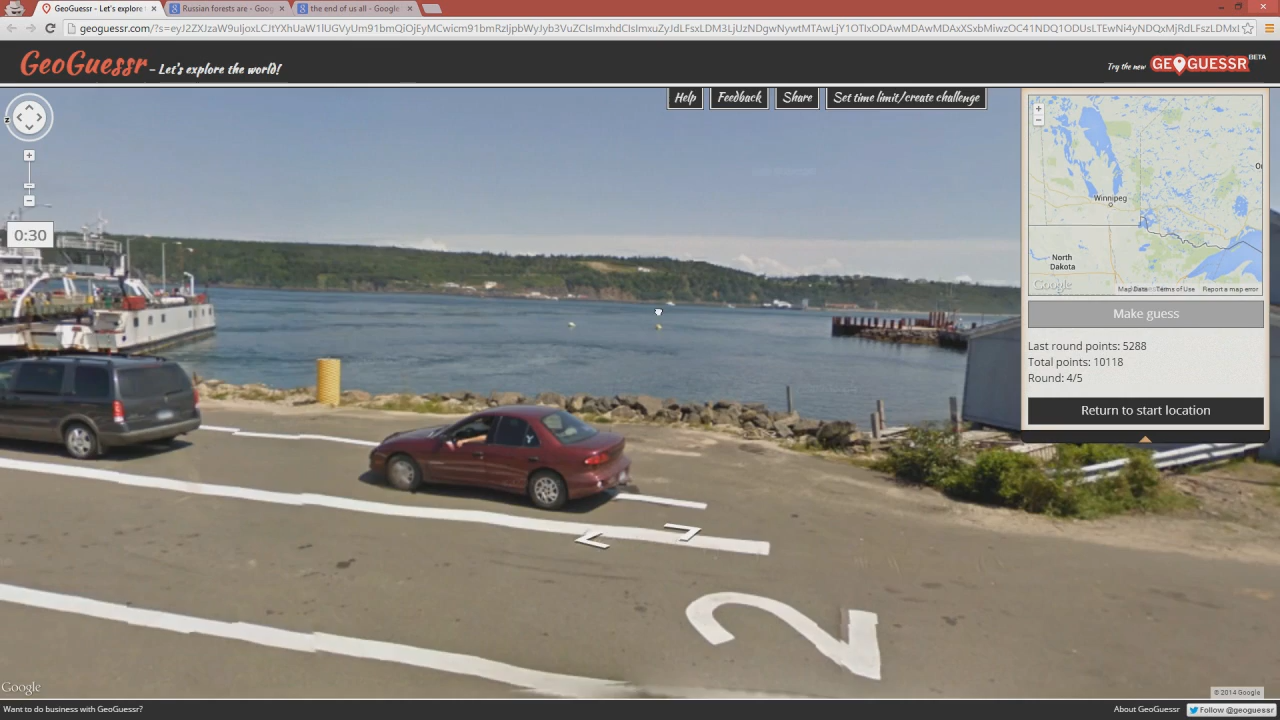 GeoGuessr - Let's explore
Russian forests are - Goog
the end of us all - Google
GeoGuessr - Let's explore the world!
Try the new GEOGUESSR BETA
Help
Feedback
Share
Set time limit/create challenge
0:30
Winnipeg
North
Dakota
Google
Map Data
Terms of Use
Report a map error
Make guess
Last round points: 5288
Total points: 10118
Round: 4/5
Return to start location
2
Google
© 2014 Google
Want to do business with GeoGuessr?
About GeoGuessr
Follow @geoguessr